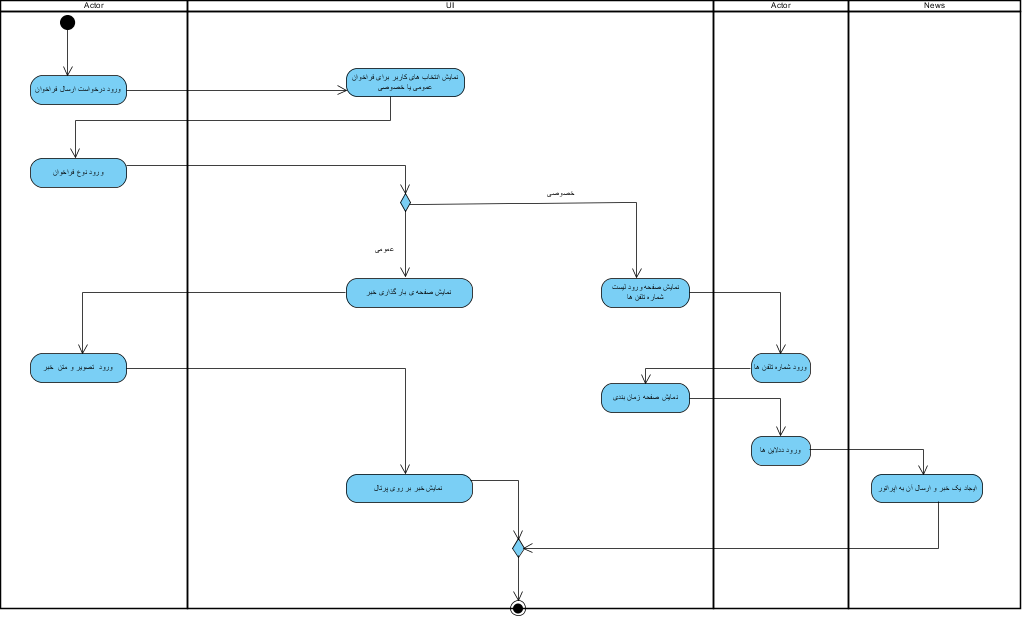 Actor
UI
Actor
News
ورود درخواست ارسال فراخوان
نمایش انتخاب های کاربر برای فراخوان
عمومی یا خصوصی
ورود نوع فراخوان
خصوصی
عمومی
نمایش صفحه ی بار گذاری خبر
نمایش صفحه ورود لیست
شماره تلفن ها
ورود تصویر و متن خبر
ورود شماره تلفن ها
نمایش صفحه زمان بندی
ورود ددلاین ها
نمایش خبر بر روی پرتال
ایجاد یک خبر و ارسال آن به اپراتور